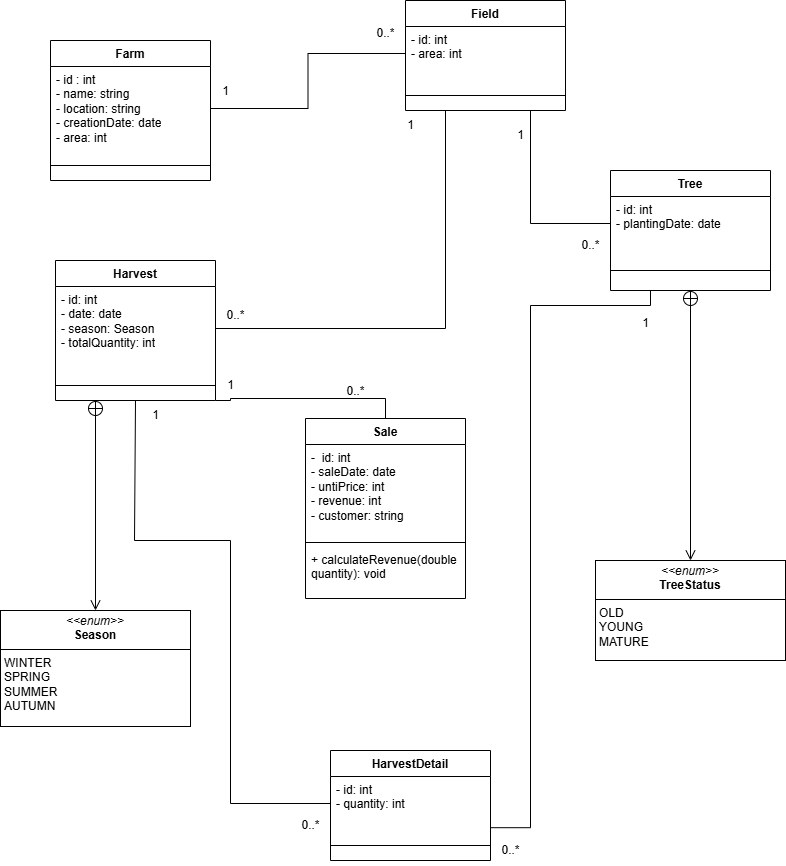 Field
- id: int
- area: int
0..*
1
1
1
Farm
- id : int
- name: string
- location: string
- creationDate: date
- area: int
Tree
- id: int
- plantingDate: date
0..*
1
Harvest
- id: int
- date: date
- season: Season
- totalQuantity: int
0..*
1
1
0..*
Sale
-  id: int
- saleDate: date
- untiPrice: int
- revenue: int
- customer: string
+ calculateRevenue(double
quantity): void
<<enum>>
TreeStatus
OLD
YOUNG
MATURE
<<enum>>
Season
WINTER
SPRING
SUMMER
AUTUMN
HarvestDetail
- id: int
- quantity: int
0..*
0..*